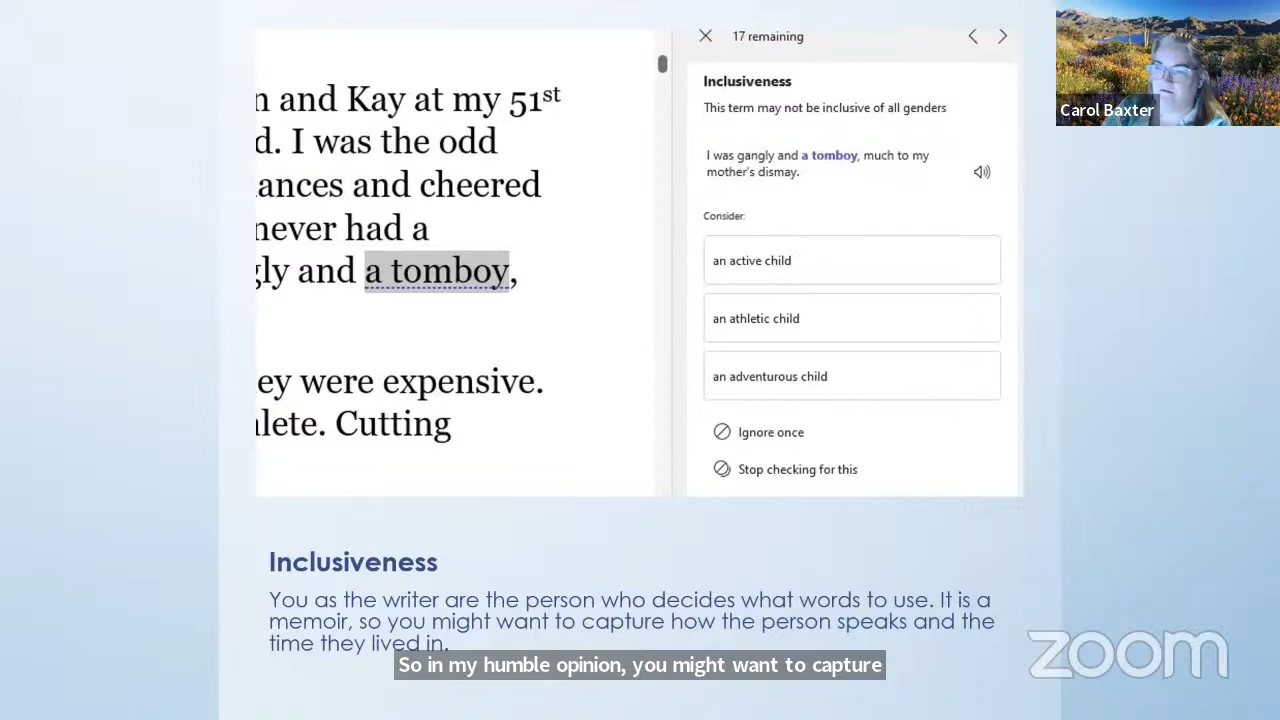 n and Kay at my 51st
d. I was the odd
ances and cheered
never had a
gly and a tomboy,
ey were expensive.
lete. Cutting
17 remaining
Inclusiveness
This term may not be inclusive of all genders
I was gangly and a tomboy, much to my
mother's dismay.
Consider:
an active child
an athletic child
an adventurous child
Ignore once
Stop checking for this
Carol Baxter
Inclusiveness
You as the writer are the person who decides what words to use. It is a
memoir, so you might want to capture how the person speaks and the
time they lived in.
So in my humble opinion, you might want to capture
zoom